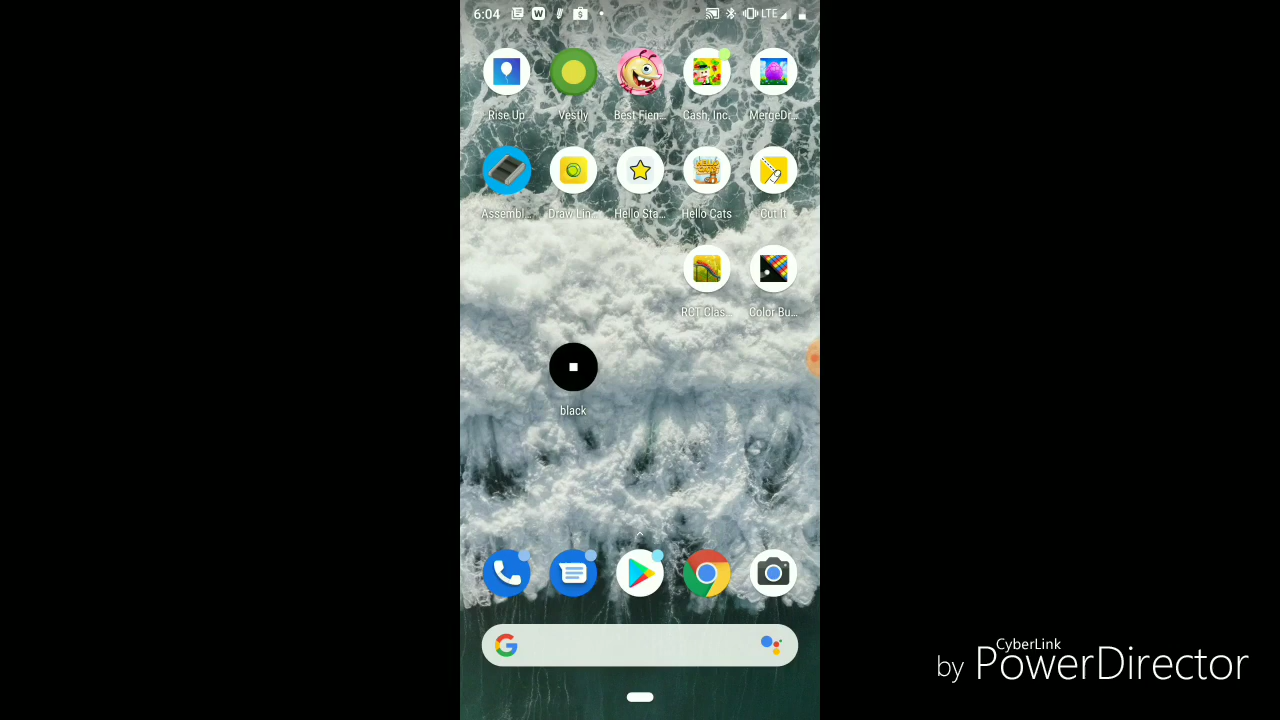 6:04 W LTE
Rise Up Vestly Best Fien... Cash, Inc. MergeDr...
Assembl... Draw Lin... Hello Sta... Hello Cats Cut It
RCT Clas... Color Bu...
black
G
CyberLink
by PowerDirector